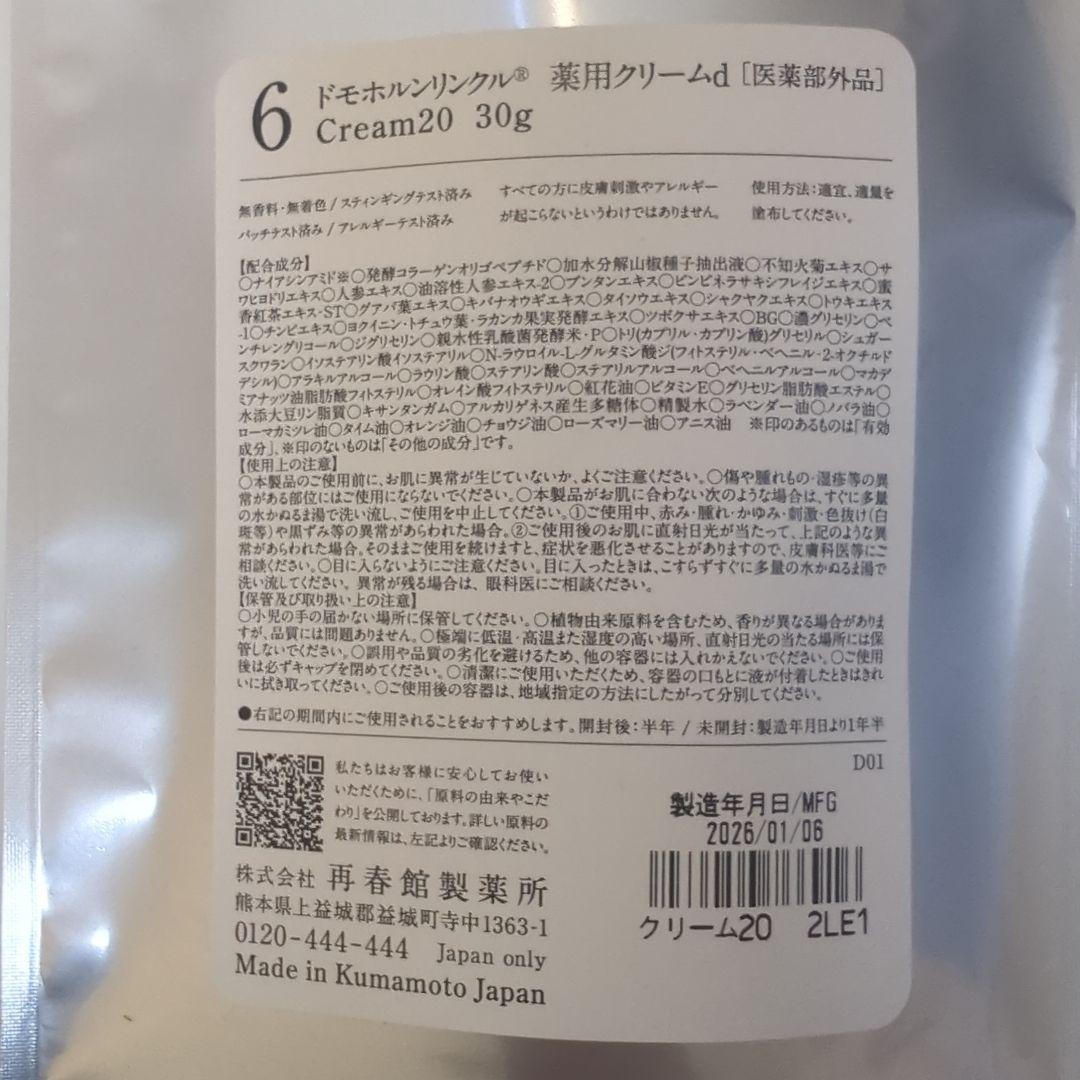 6
ドモホルンリンクル® 薬用クリームd [医薬部外品]
Cream20 30g
無香料・無着色 / スティンギングテスト済み
パッチテスト済み / アレルギーテスト済み
すべての方に皮膚刺激やアレルギー
が起こらないというわけではありません。
使用方法:適宜、適量を
塗布してください。
【配合成分】
○ナイアシンアミド※○発酵コラーゲンオリゴペプチド○加水分解山椒種子抽出液○不知火菊エキス○サ
ワヒヨドリエキス○人参エキス○油溶性人参エキス-2○ブンタンエキス○ピンピネラサキシフレイジエキス○蜜
香紅茶エキス-ST○グアバ葉エキス○キバナオウギエキス○タイソウエキス○シャクヤクエキス○トウキエキス
-1○チンピエキス○ヨクイニン・トチュウ葉・ラカンカ果実発酵エキス○ツボクサエキス○BG○濃グリセリン○ペ
ンチレングリコール○ジグリセリン○親水性乳酸菌発酵米・P○トリ(カプリル・カプリン酸)グリセリル○シュガー
スクワラン○イソステアリン酸イソステアリル○N-ラウロイル-L-グルタミン酸ジ(フィトステリル・ベヘニル・2-オクチルド
デシル)○アラキルアルコール○ラウリン酸○ステアリン酸○ステアリルアルコール○ベヘニルアルコール○マカデ
ミアナッツ油脂肪酸フィトステリル○オレイン酸フィトステリル○紅花油○ビタミンE○グリセリン脂肪酸エステル○
水添大豆リン脂質○キサンタンガム○アルカリゲネス産生多糖体○精製水○ラベンダー油○ノバラ油○
ローマカミツレ油○タイム油○オレンジ油○チョウジ油○ローズマリー油○アニス油 ※印のあるものは「有効
成分」、※印のないものは「その他の成分」です。
【使用上の注意】
○本製品のご使用前に、お肌に異常が生じていないか、よくご注意ください。○傷や腫れもの・湿疹等の異
常がある部位にはご使用にならないでください。○本製品がお肌に合わない次のような場合は、すぐに多量
の水かぬるま湯で洗い流し、ご使用を中止してください。①ご使用中、赤み・腫れ・かゆみ・刺激・色抜け(白
斑等)や黒ずみ等の異常があらわれた場合。②ご使用後のお肌に直射日光が当たって、上記のような異
常があらわれた場合。そのままご使用を続けますと、症状を悪化させることがありますので、皮膚科医等にご
相談ください。○目に入らないようにご注意ください。目に入ったときは、こすらずすぐに多量の水かぬるま湯で
洗い流してください。異常が残る場合は、眼科医にご相談ください。
【保管及び取り扱い上の注意】
○小児の手の届かない場所に保管してください。○植物由来原料を含むため、香りが異なる場合がありま
すが、品質には問題ありません。○極端に低温・高温また湿度の高い場所、直射日光の当たる場所には保
管しないでください。○誤用や品質の劣化を避けるため、他の容器には入れかえないでください。○ご使用
後は必ずキャップを閉めてください。○清潔にご使用いただくため、容器の口もとに液が付着したときはきれ
いに拭き取ってください。○ご使用後の容器は、地域指定の方法にしたがって分別してください。
●右記の期間内にご使用されることをおすすめします。開封後:半年 / 未開封:製造年月日より1年半
D01
私たちはお客様に安心してお使い
いただくために、「原料の由来やこだ
わり」を公開しております。詳しい原料の
最新情報は、左記よりご確認ください。
株式会社 再春館製薬所
熊本県上益城郡益城町寺中1363-1
0120-444-444 Japan only
Made in Kumamoto Japan
製造年月日/MFG
2026/01/06
クリーム20 2LE1